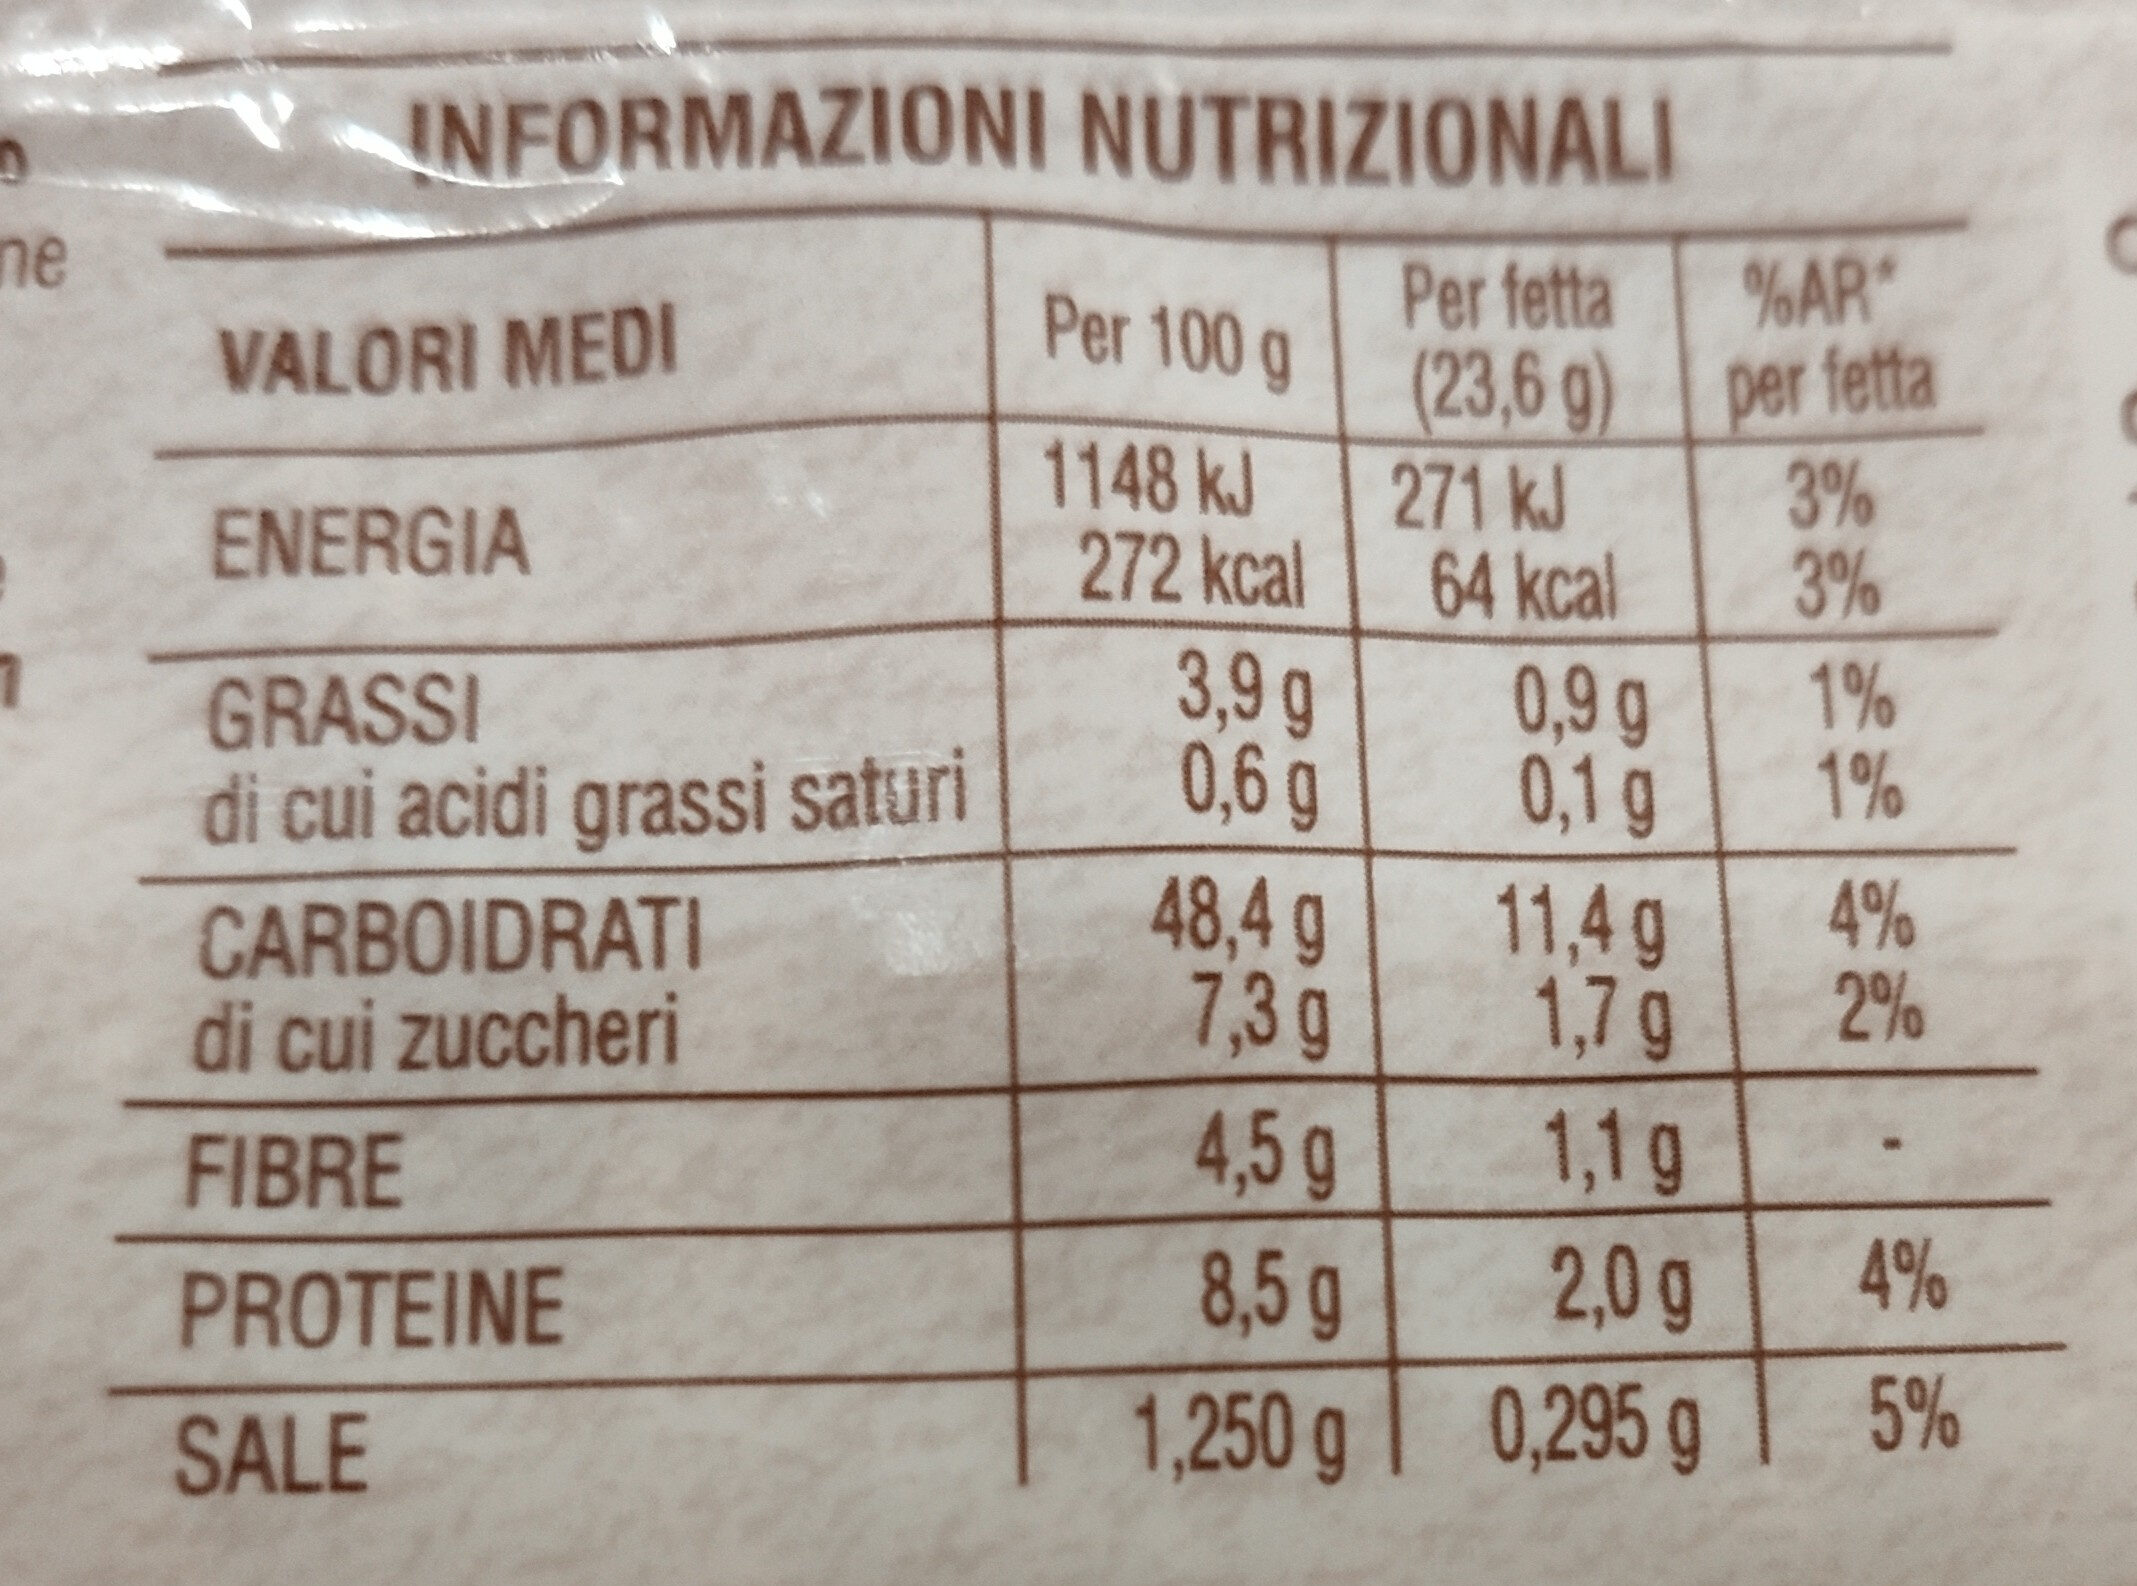 INFORMAZIONI NUTRIZIONALI
VALORI MEDI Per 100 g Per fetta (23,6 g) %AR* per fetta
ENERGIA 1148 kJ 271 kJ 3%
272 kcal 64 kcal 3%
GRASSI 3,9 g 0,9 g 1%
di cui acidi grassi saturi 0,6 g 0,1 g 1%
CARBOIDRATI 48,4 g 11,4 g 4%
di cui zuccheri 7,3 g 1,7 g 2%
FIBRE 4,5 g 1,1 g -
PROTEINE 8,5 g 2,0 g 4%
SALE 1,250 g 0,295 g 5%